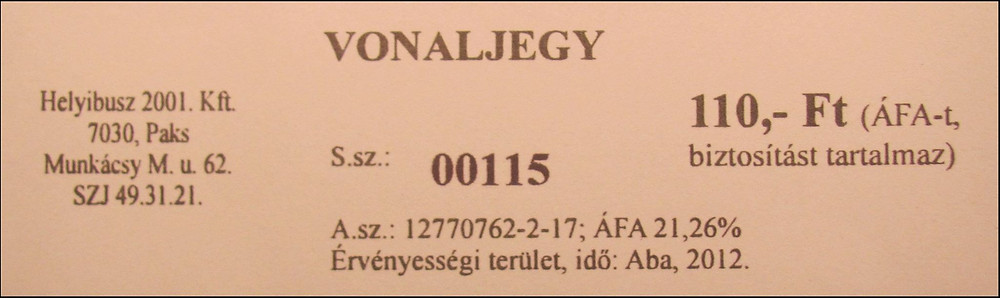 VONALJEGY
Helyibusz 2001. Kft.
7030, Paks
Munkácsy M. u. 62.
SZJ 49.31.21.
S.sz.: 00115
110,- Ft (ÁFA-t,
biztosítást tartalmaz)
A.sz.: 12770762-2-17; ÁFA 21,26%
Érvényességi terület, idő: Aba, 2012.